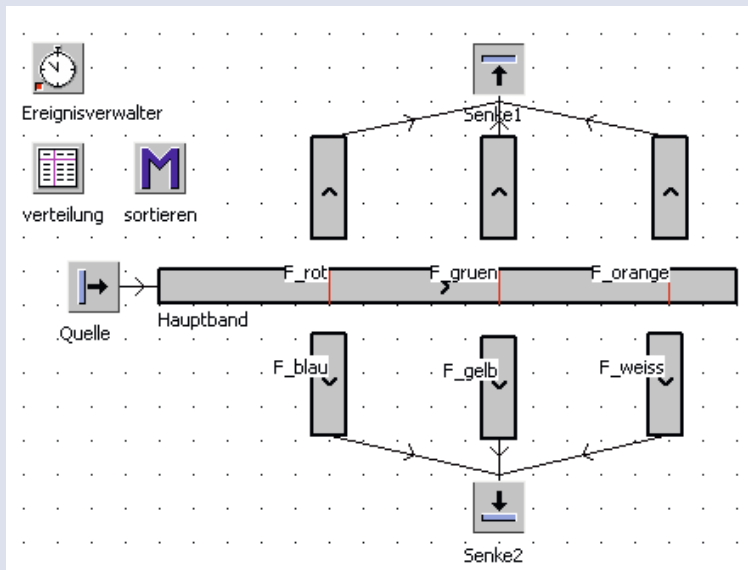 Senke1
Ereignisverwalter
verteilung
sortieren
F_rot
F_gruen
F_orange
Quelle
Hauptband
F_blau
F_gelb
F_weiss
Senke2